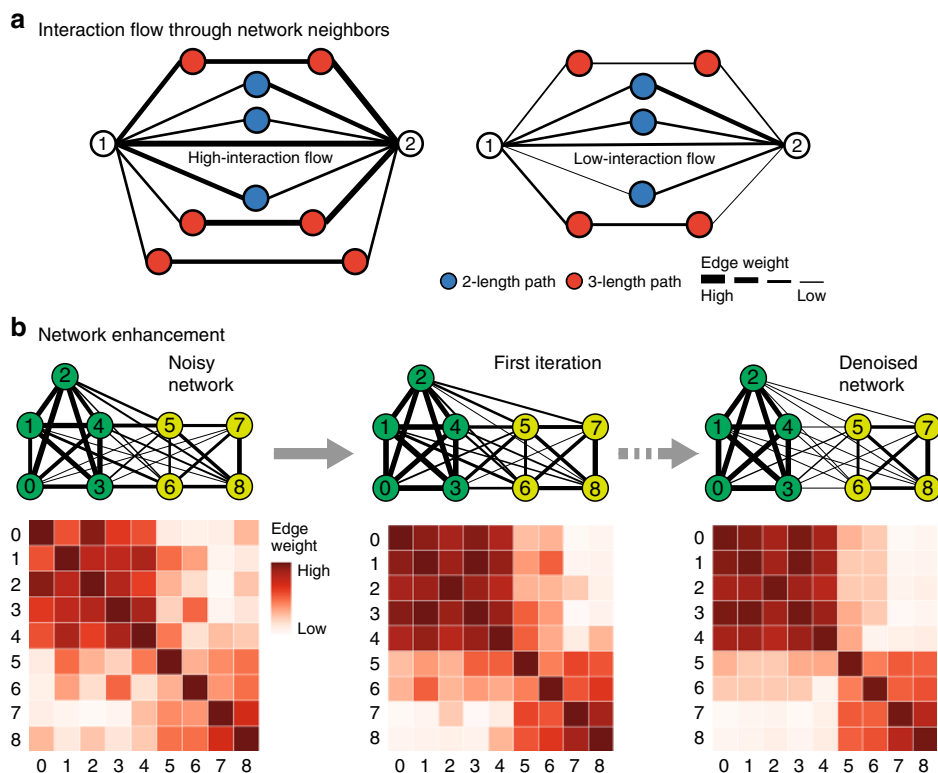 a Interaction flow through network neighbors
1 High-interaction flow 2
1 Low-interaction flow 2
2-length path 3-length path
Edge weight
High Low
b Network enhancement
Noisy
network
2
1 4 5 7
0 3 6 8
First iteration
2
1 4 5 7
0 3 6 8
Denoised
network
2
1 4 5 7
0 3 6 8
0
1
2
3
4
5
6
7
8
0 1 2 3 4 5 6 7 8
Edge
weight
High
Low
0
1
2
3
4
5
6
7
8
0 1 2 3 4 5 6 7 8
0
1
2
3
4
5
6
7
8
0 1 2 3 4 5 6 7 8